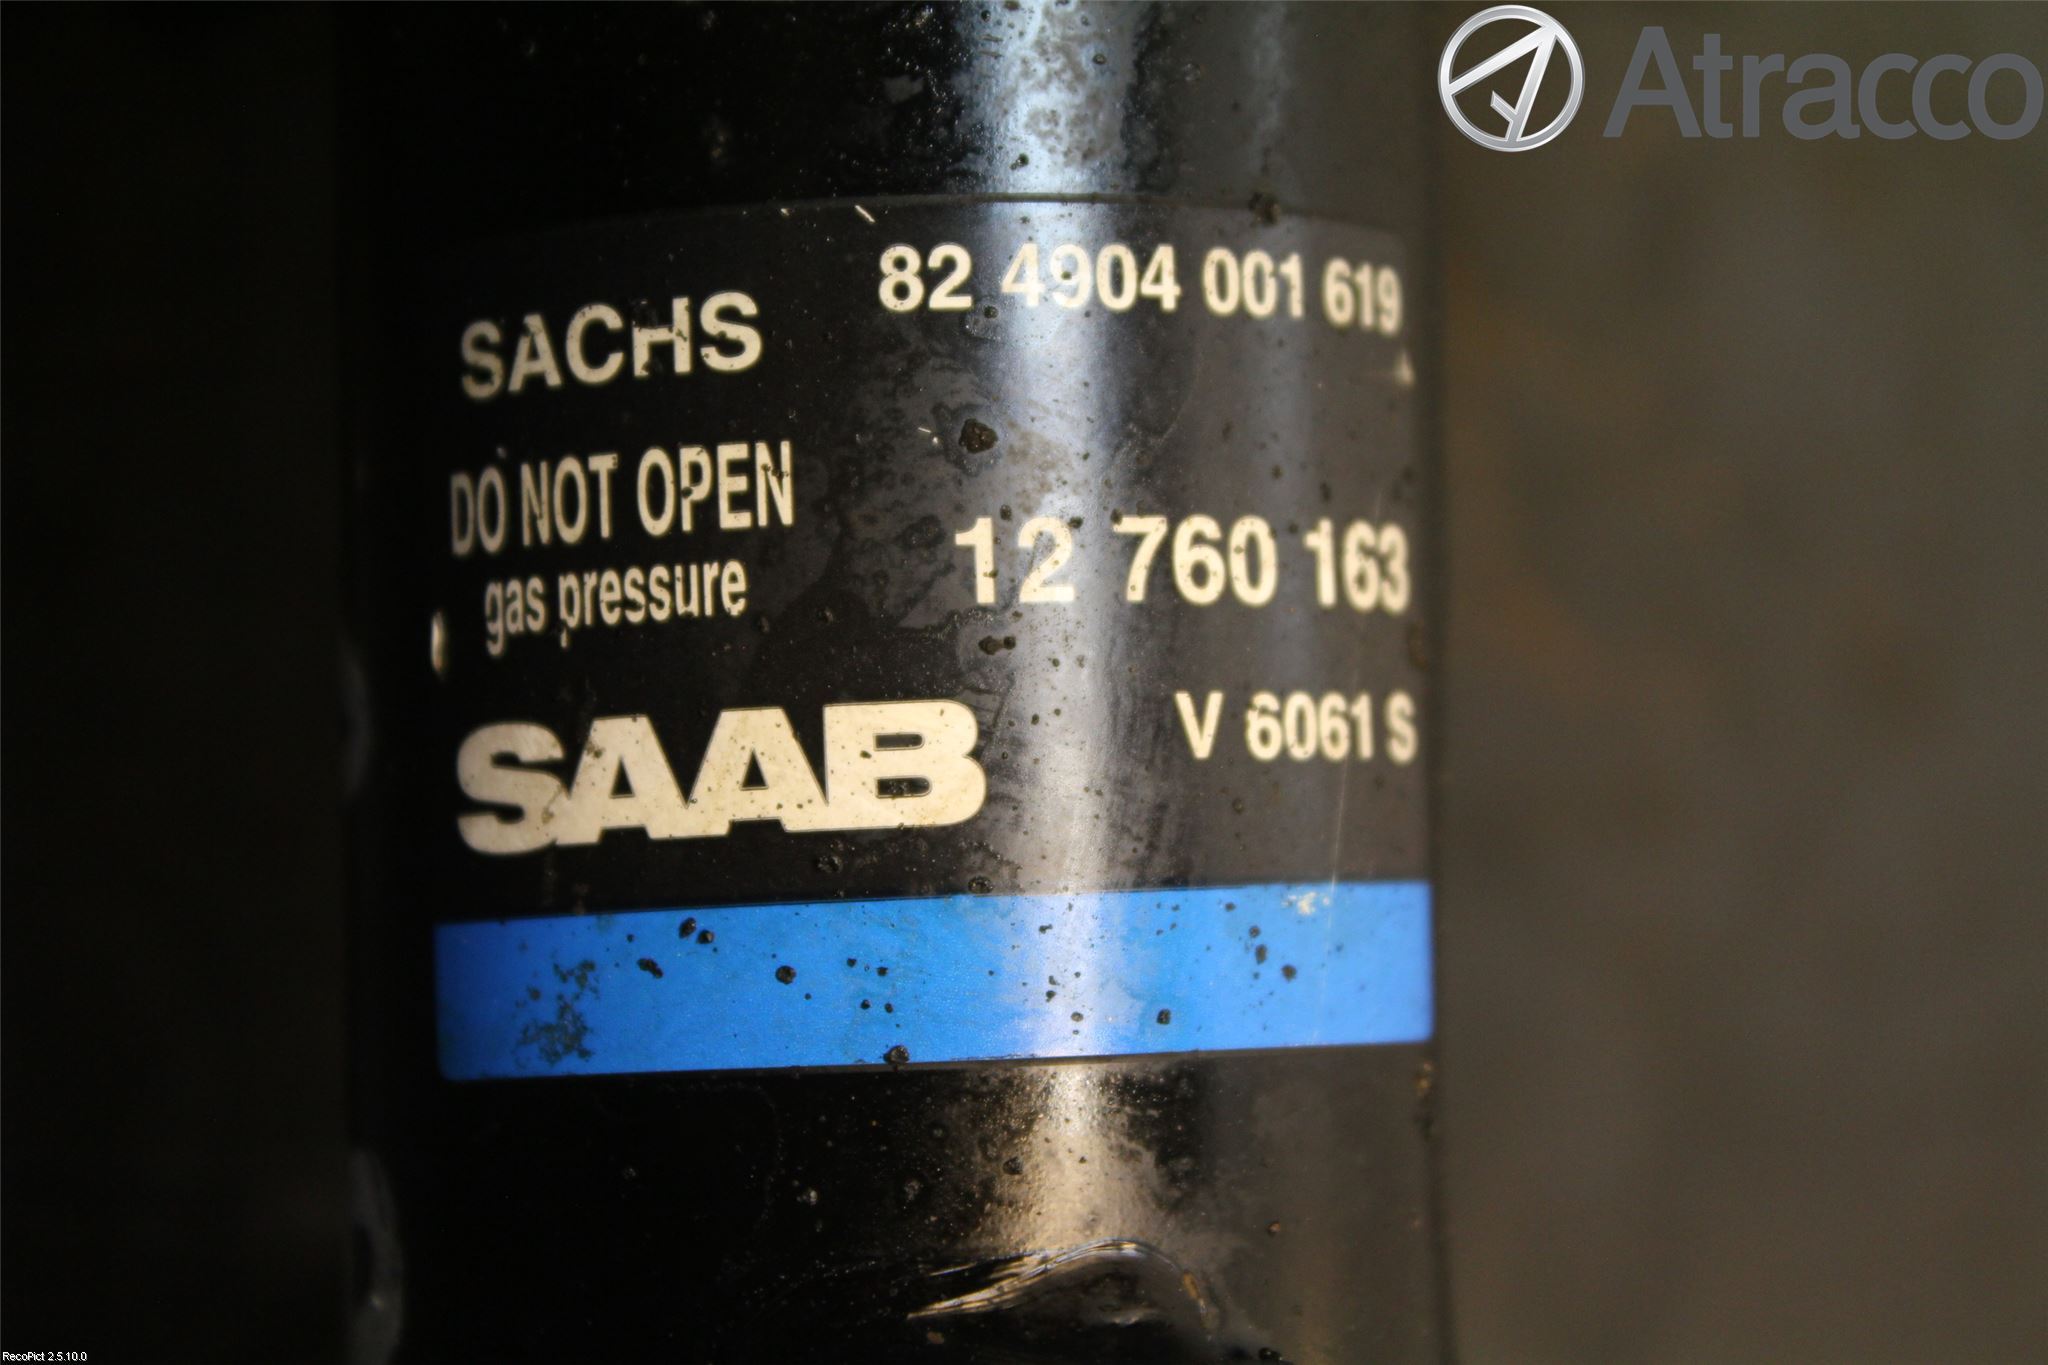 Atracco
82 4904 001 619
SACHS
DO NOT OPEN
gas pressure
12 760 163
V 6061 S
SAAB
RecoPict 2.5.10.0